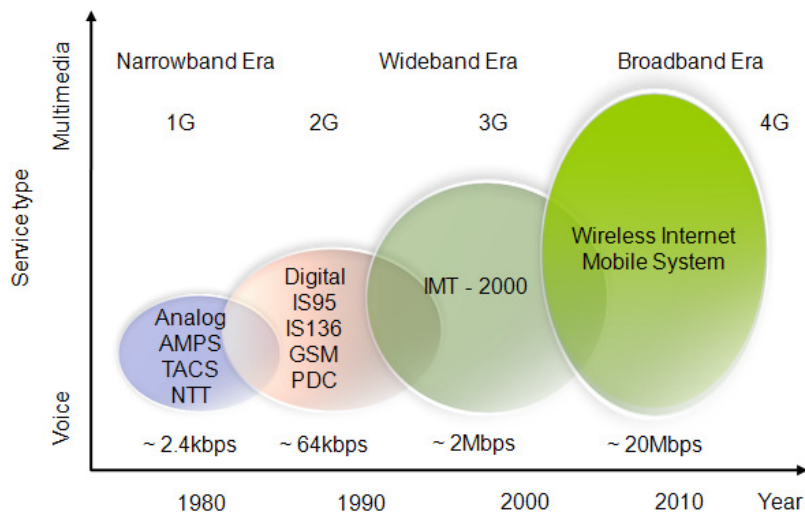 Narrowband Era Wideband Era Broadband Era
1G 2G 3G 4G
Multimedia
Service type
Voice
Analog
AMPS
TACS
NTT
Digital
IS95
IS136
GSM
PDC
IMT - 2000
Wireless Internet
Mobile System
~ 2.4kbps ~ 64kbps ~ 2Mbps ~ 20Mbps
1980 1990 2000 2010 Year